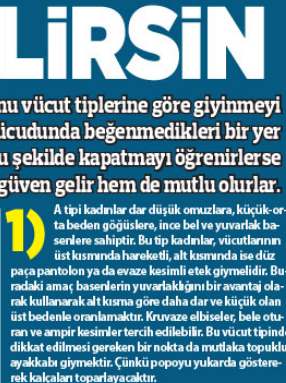 LiRSiN
nu vücut tiplerine göre giyinmeyi
ücudunda beğenmedikleri bir yer
u şekilde kapatmayı öğrenirlerse
güven gelir hem de mutlu olurlar.
1) A tipi kadınlar dar düşük omuzlara, küçük-or-
ta beden göğüslere, ince bel ve yuvarlak ba-
senlere sahiptir. Bu tip kadınlar, vücutlarının
üst kısmında hareketli, alt kısmında ise düz
paça pantolon ya da evaze kesimli etek giymelidir. Bu-
radaki amaç basenlerin yuvarlaklığını bir avantaj ola-
rak kullanarak alt kısma göre daha dar ve küçük olan
üst bedenle oranlamaktır. Kruvaze elbiseler, bele otu-
ran ve ampir kesimler tercih edilebilir. Bu vücut tipinde
dikkat edilmesi gereken bir nokta da mutlaka topuklu
ayakkabı giymektir. Çünkü popoyu yukarda göstere-
rek kalçaları toparlayacaktır.